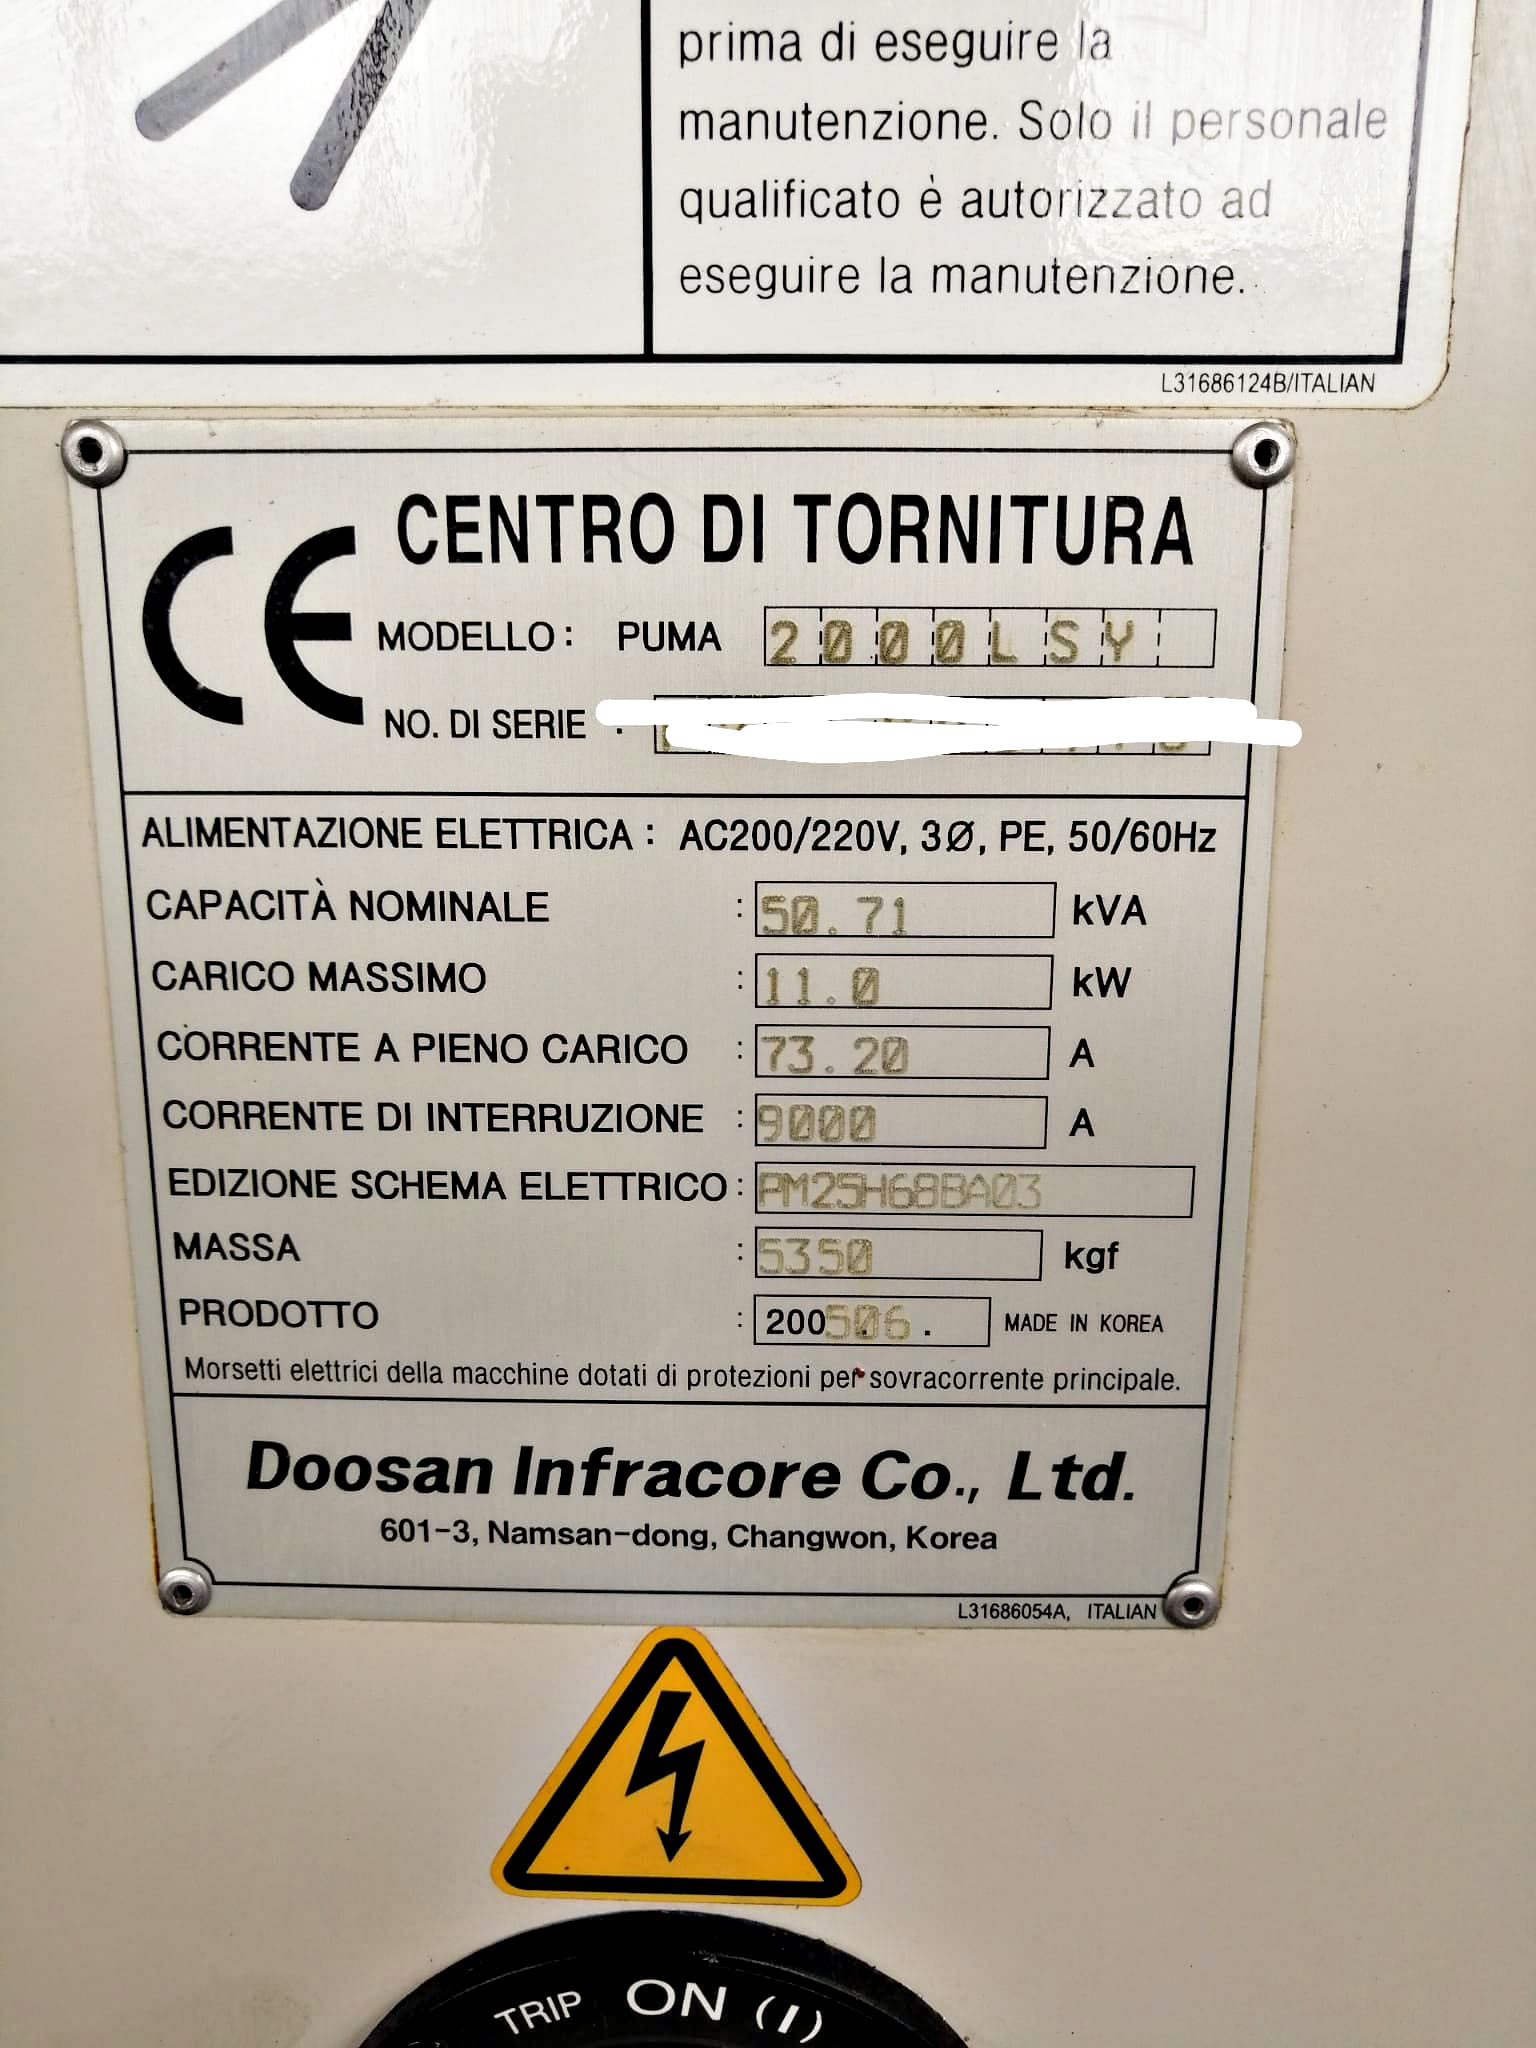 prima di eseguire la
manutenzione. Solo il personale
qualificato è autorizzato ad
eseguire la manutenzione.
L31686124B/ITALIAN
CE
CENTRO DI TORNITURA
MODELLO: PUMA 2000LSY
NO. DI SERIE :
ALIMENTAZIONE ELETTRICA: AC200/220V, 3Ø, PE, 50/60Hz
CAPACITÀ NOMINALE : 50.71 kVA
CARICO MASSIMO : 11.0 kW
CORRENTE A PIENO CARICO : 73.20 A
CORRENTE DI INTERRUZIONE : 9000 A
EDIZIONE SCHEMA ELETTRICO: PM25H68BA03
MASSA : 5350 kgf
PRODOTTO : 200506. MADE IN KOREA
Morsetti elettrici della macchine dotati di protezioni per sovracorrente principale.
Doosan Infracore Co., Ltd.
601-3, Namsan-dong, Changwon, Korea
L31686054A, ITALIAN
TRIP ON (I)